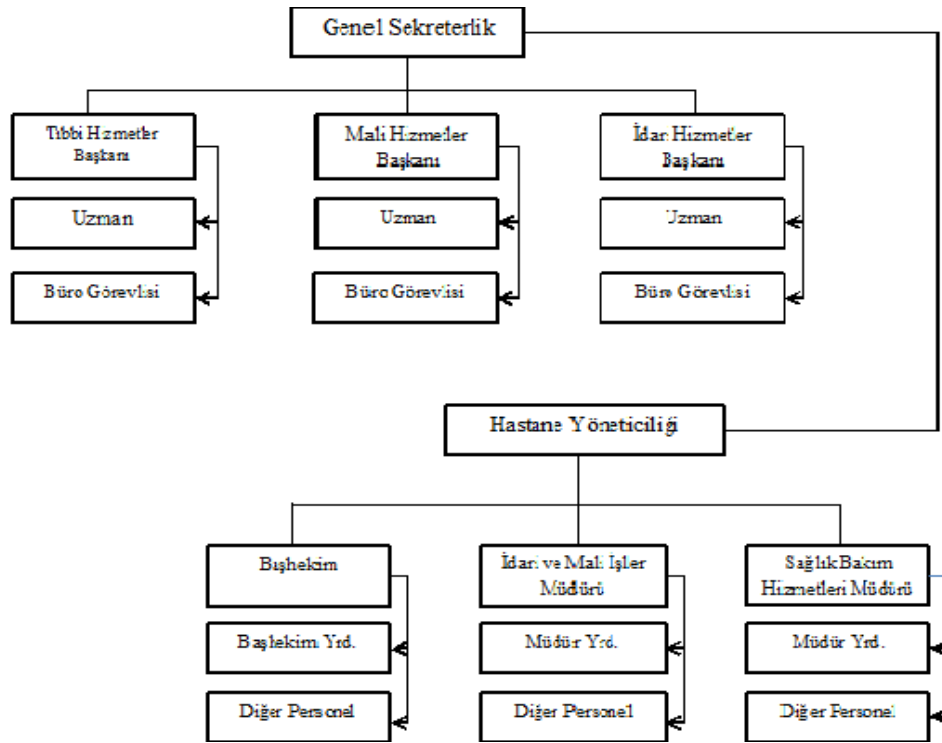 Genel Sekreterlik
Tıbbi Hizmetler
Başkanı
Mali Hizmetler
Başkanı
İdari Hizmetler
Başkanı
Uzman
Uzman
Uzman
Büro Görevlisi
Büro Görevlisi
Büro Görevlisi
Hastane Yöneticiliği
Başhekim
İdari ve Mali İşler
Müdürü
Sağlık Bakım
Hizmetleri Müdürü
Başhekim Yrd.
Müdür Yrd.
Müdür Yrd.
Diğer Personel
Diğer Personel
Diğer Personel